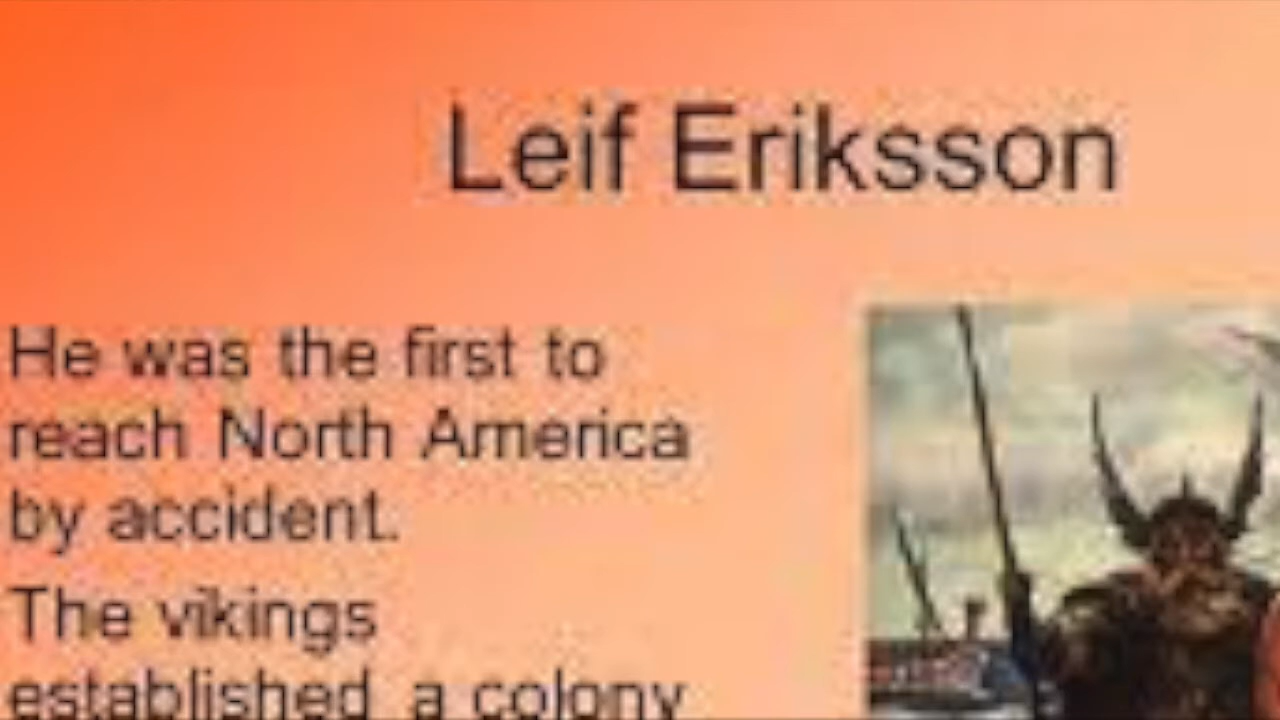 Leif Eriksson
He was the first to
reach North America
by accident.
The vikings
established a colony